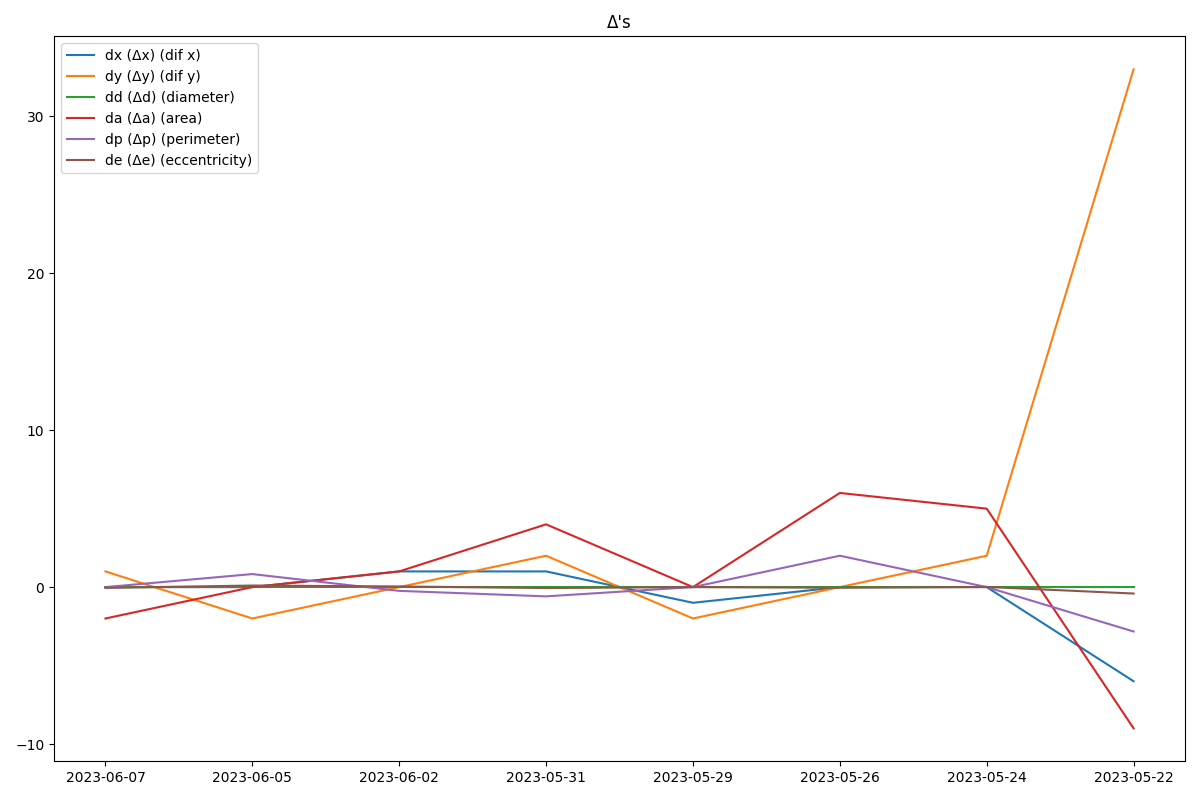 Δ's
dx (Δx) (dif x)
dy (Δy) (dif y)
dd (Δd) (diameter)
da (Δa) (area)
dp (Δp) (perimeter)
de (Δe) (eccentricity)
30
20
10
0
−10
2023-06-07 2023-06-05 2023-06-02 2023-05-31 2023-05-29 2023-05-26 2023-05-24 2023-05-22